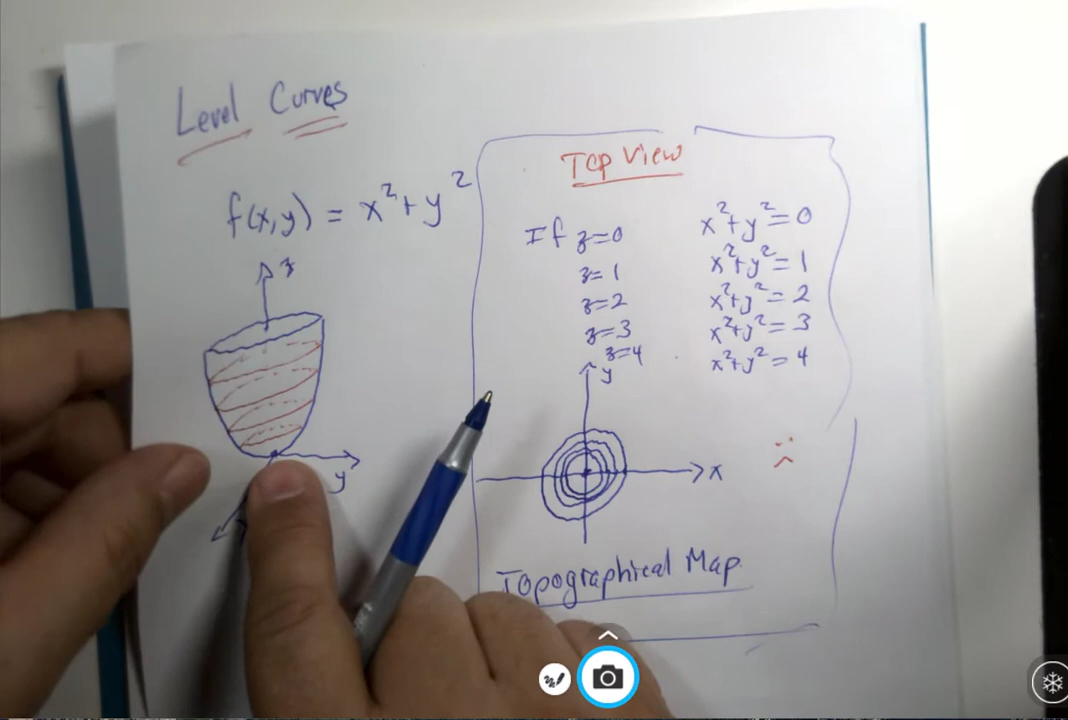 Level Curves
f(x,y) = x²+y²
z
y
Top View
If z=0 x²+y²=0
z=1 x²+y²=1
z=2 x²+y²=2
z=3 x²+y²=3
z=4 x²+y²=4
y
x
Topographical Map